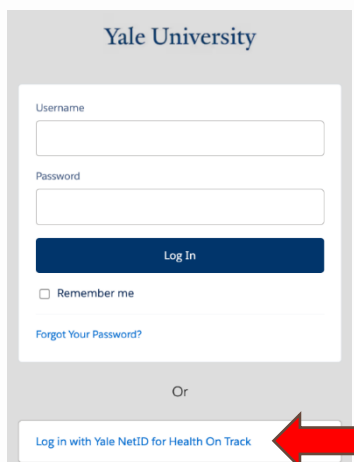 Yale University
Username
Password
Log In
Remember me
Forgot Your Password?
Or
Log in with Yale NetID for Health On Track